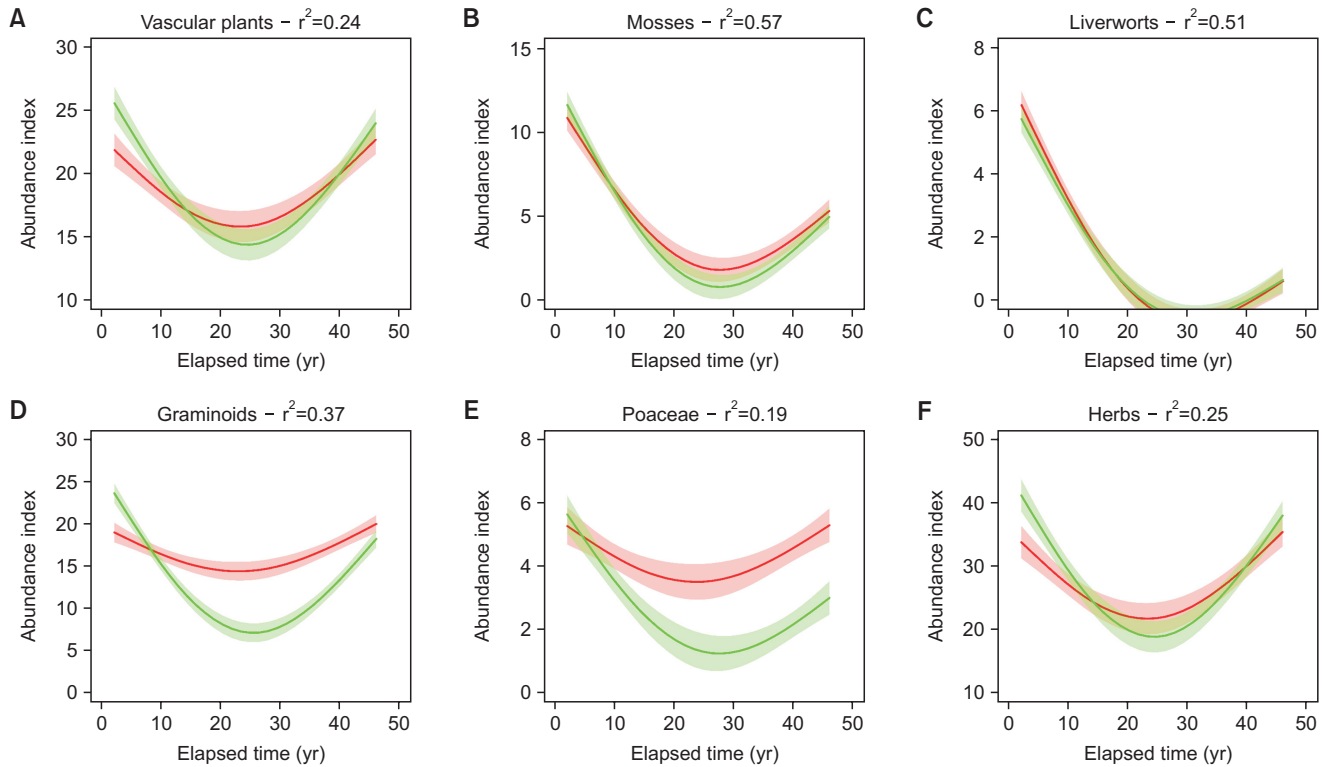 A
Vascular plants − r²=0.24
Abundance index
30
25
20
15
10
0 10 20 30 40 50
Elapsed time (yr)
B
Mosses − r²=0.57
Abundance index
15
10
5
0
0 10 20 30 40 50
Elapsed time (yr)
C
Liverworts − r²=0.51
Abundance index
8
6
4
2
0
0 10 20 30 40 50
Elapsed time (yr)
D
Graminoids − r²=0.37
Abundance index
30
25
20
15
10
5
0
0 10 20 30 40 50
Elapsed time (yr)
E
Poaceae − r²=0.19
Abundance index
8
6
4
2
0
0 10 20 30 40 50
Elapsed time (yr)
F
Herbs − r²=0.25
Abundance index
50
40
30
20
10
0 10 20 30 40 50
Elapsed time (yr)